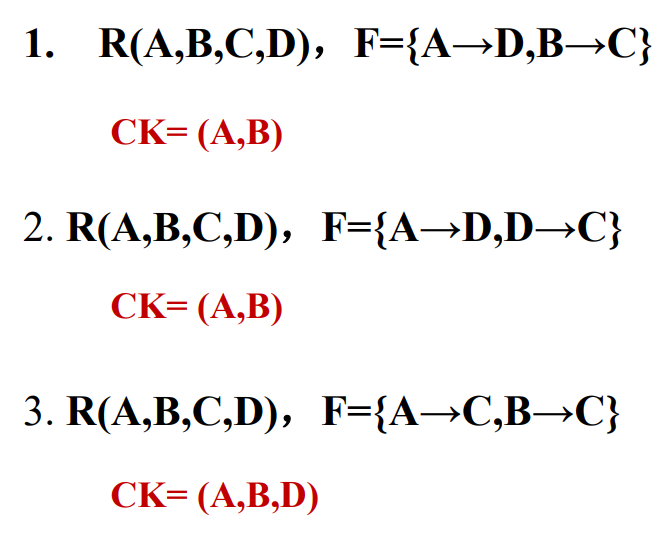 1. R(A,B,C,D)，F={A→D,B→C}
CK= (A,B)
2. R(A,B,C,D)，F={A→D,D→C}
CK= (A,B)
3. R(A,B,C,D)，F={A→C,B→C}
CK= (A,B,D)